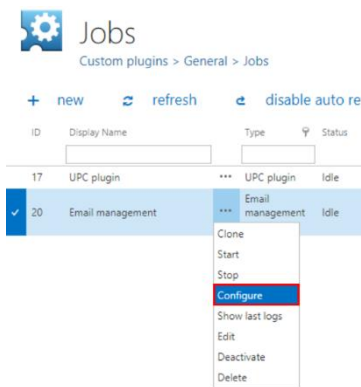 Jobs
Custom plugins > General > Jobs
+ new refresh disable auto re
ID Display Name Type Status
17 UPC plugin ... UPC plugin Idle
20 Email management ... Email management Idle
Clone
Start
Stop
Configure
Show last logs
Edit
Deactivate
Delete